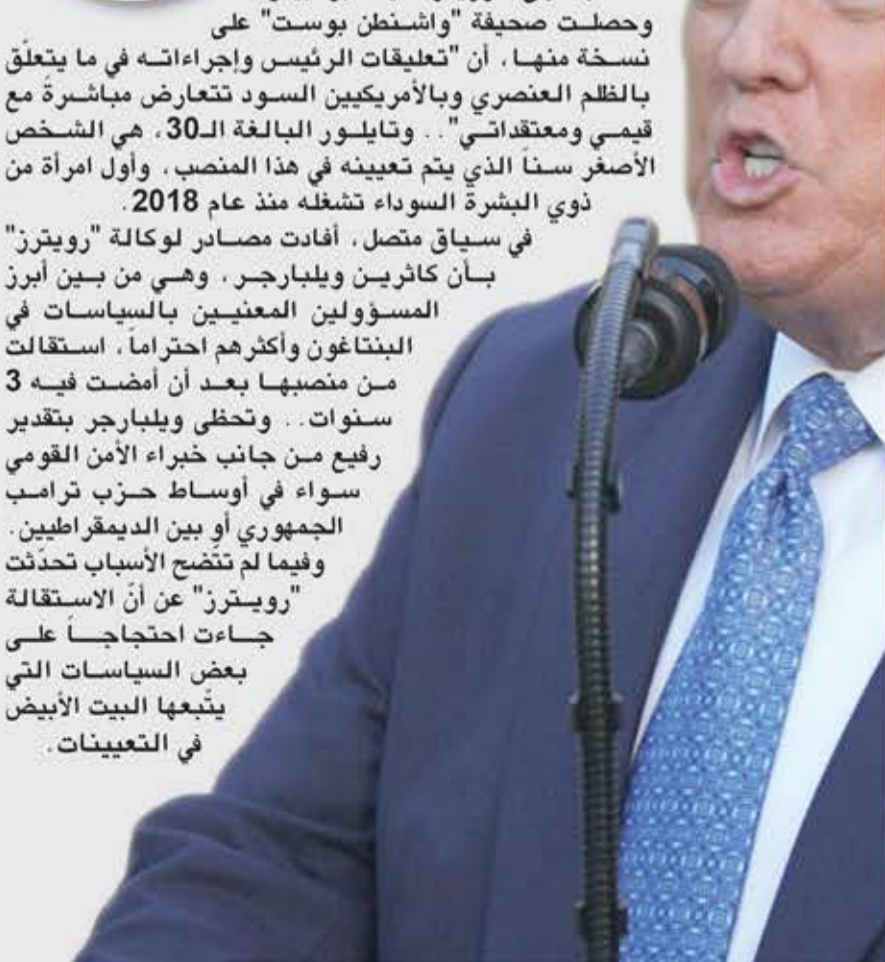 وحصلت صحيفة "واشنطن بوست" على
نسخة منها، أن "تعليقات الرئيس وإجراءاته في ما يتعلّق
بالظلم العنصري وبالأمريكيين السود تتعارض مباشرةً مع
قيمي ومعتقداتي".. وتايلور البالغة الـ30، هي الشخص
الأصغر سناً الذي يتم تعيينه في هذا المنصب، وأول امرأة من
ذوي البشرة السوداء تشغله منذ عام 2018.
في سياق متصل، أفادت مصادر لوكالة "رويترز"
بأن كاثرين ويلبارجر، وهي من بين أبرز
المسؤولين المعنيين بالسياسات في
البنتاغون وأكثرهم احتراماً، استقالت
من منصبها بعد أن أمضت فيه 3
سنوات.. وتحظى ويلبارجر بتقدير
رفيع من جانب خبراء الأمن القومي
سواء في أوساط حزب ترامب
الجمهوري أو بين الديمقراطيين.
وفيما لم تتّضح الأسباب تحدّثت
"رويترز" عن أنّ الاستقالة
جاءت احتجاجاً على
بعض السياسات التي
يتّبعها البيت الأبيض
في التعيينات.